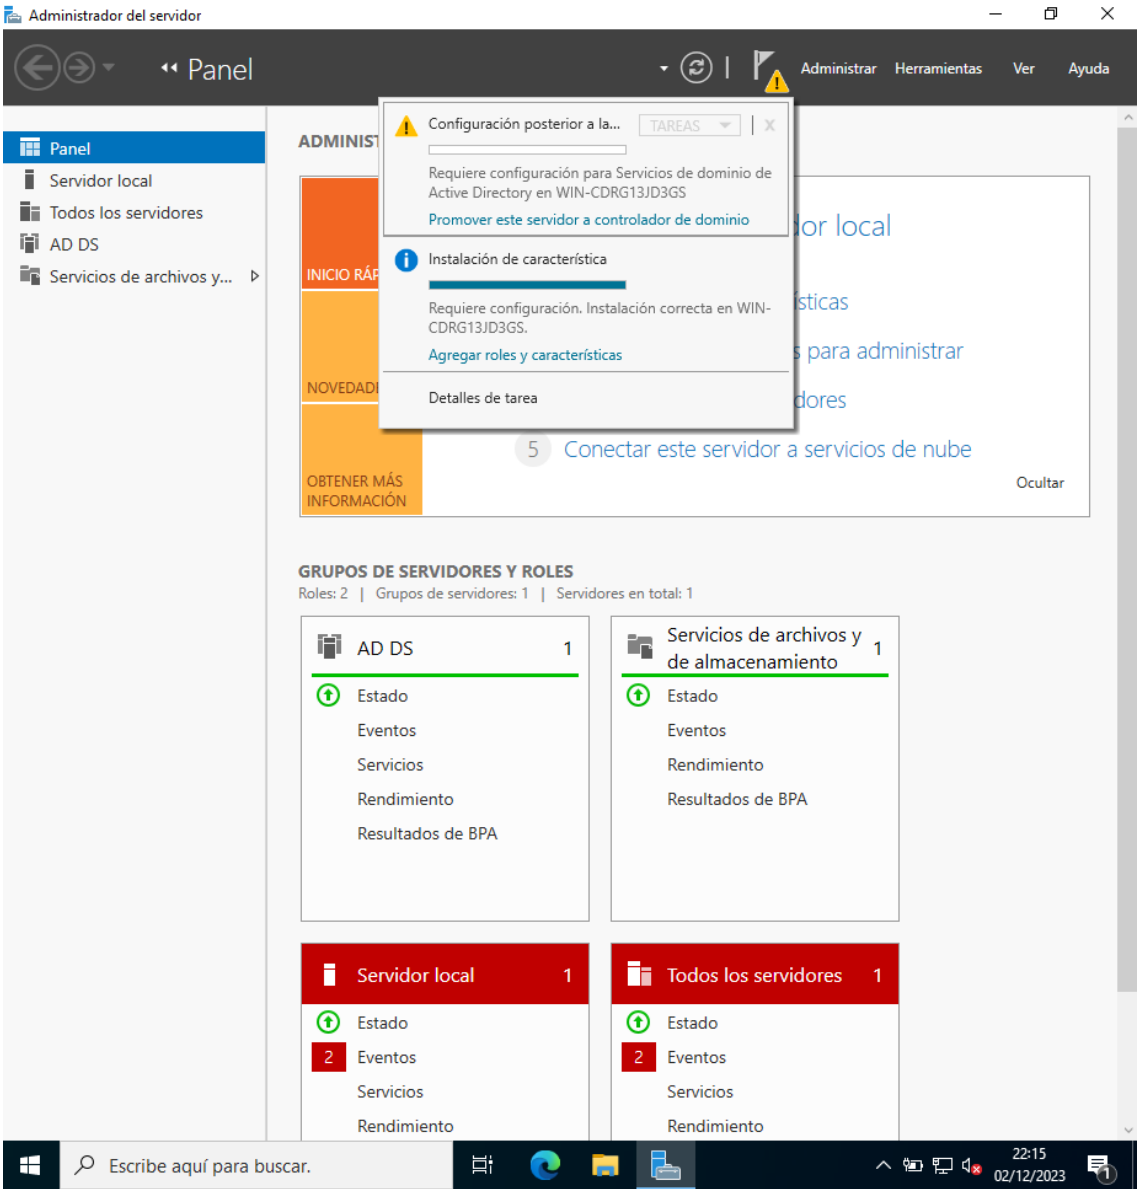 Administrador del servidor
Panel
Administrar Herramientas Ver Ayuda
Panel
Servidor local
Todos los servidores
AD DS
Servicios de archivos y...
Configuración posterior a la... TAREAS X
Requiere configuración para Servicios de dominio de
Active Directory en WIN-CDRG13JD3GS
Promover este servidor a controlador de dominio
Instalación de característica
Requiere configuración. Instalación correcta en WIN-
CDRG13JD3GS.
Agregar roles y características
Detalles de tarea
INICIO
NOVEDAD
OBTENER MÁS
INFORMACIÓN
local
para administrar
5 Conectar este servidor a servicios de nube
Ocultar
GRUPOS DE SERVIDORES Y ROLES
Roles: 2 | Grupos de servidores: 1 | Servidores en total: 1
AD DS 1
Estado
Eventos
Servicios
Rendimiento
Resultados de BPA
Servicios de archivos y
de almacenamiento 1
Estado
Eventos
Rendimiento
Resultados de BPA
Servidor local 1
Estado
2 Eventos
Servicios
Rendimiento
Todos los servidores 1
Estado
2 Eventos
Servicios
Rendimiento
Escribe aquí para buscar.
22:15
02/12/2023
1